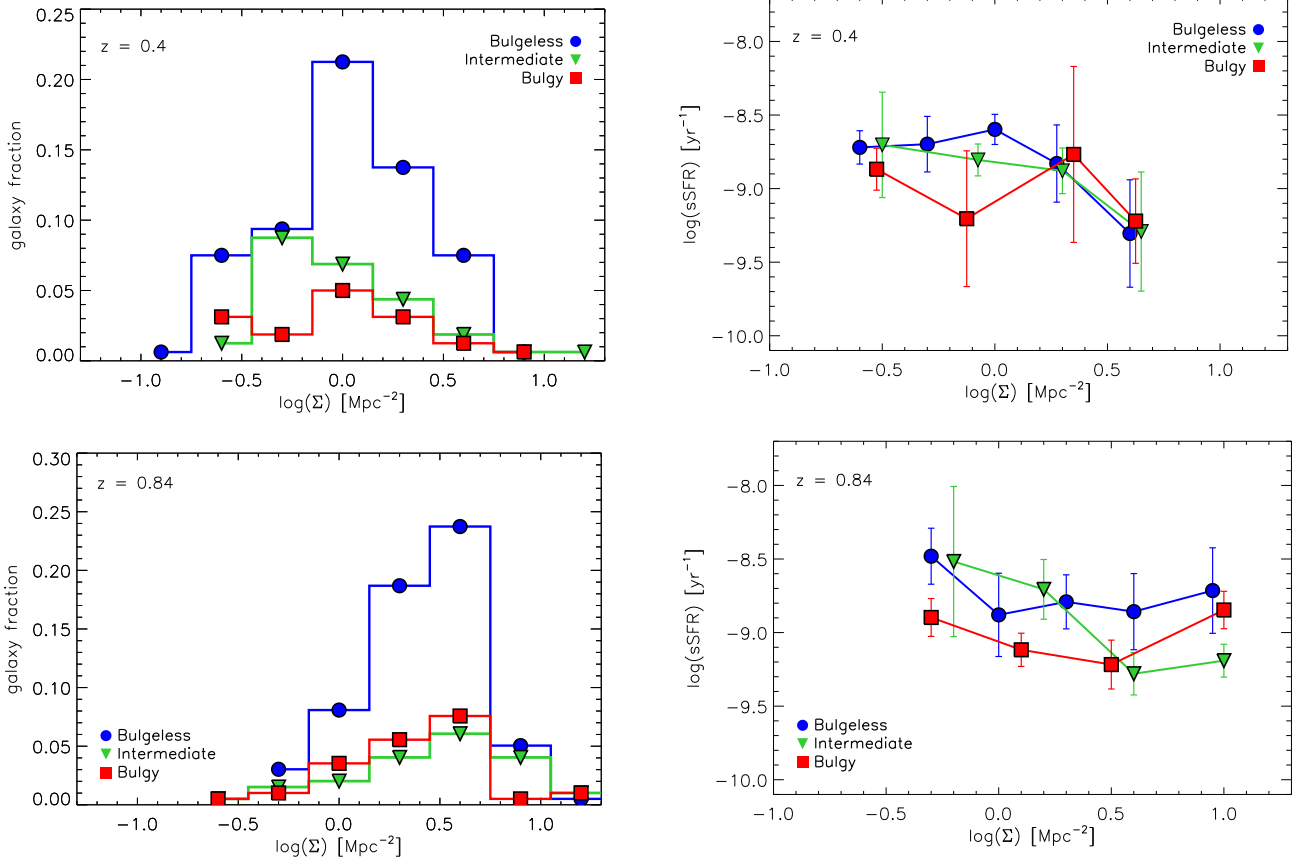 0.25
0.20
0.15
0.10
0.05
0.00
galaxy fraction
z = 0.4
Bulgeless
Intermediate
Bulgy
−1.0 −0.5 0.0 0.5 1.0
log(Σ) [Mpc⁻²]
−8.0
−8.5
−9.0
−9.5
−10.0
log(sSFR) [yr⁻¹]
z = 0.4
Bulgeless
Intermediate
Bulgy
−1.0 −0.5 0.0 0.5 1.0
log(Σ) [Mpc⁻²]
0.30
0.25
0.20
0.15
0.10
0.05
0.00
galaxy fraction
z = 0.84
Bulgeless
Intermediate
Bulgy
−1.0 −0.5 0.0 0.5 1.0
log(Σ) [Mpc⁻²]
−8.0
−8.5
−9.0
−9.5
−10.0
log(sSFR) [yr⁻¹]
z = 0.84
Bulgeless
Intermediate
Bulgy
−1.0 −0.5 0.0 0.5 1.0
log(Σ) [Mpc⁻²]